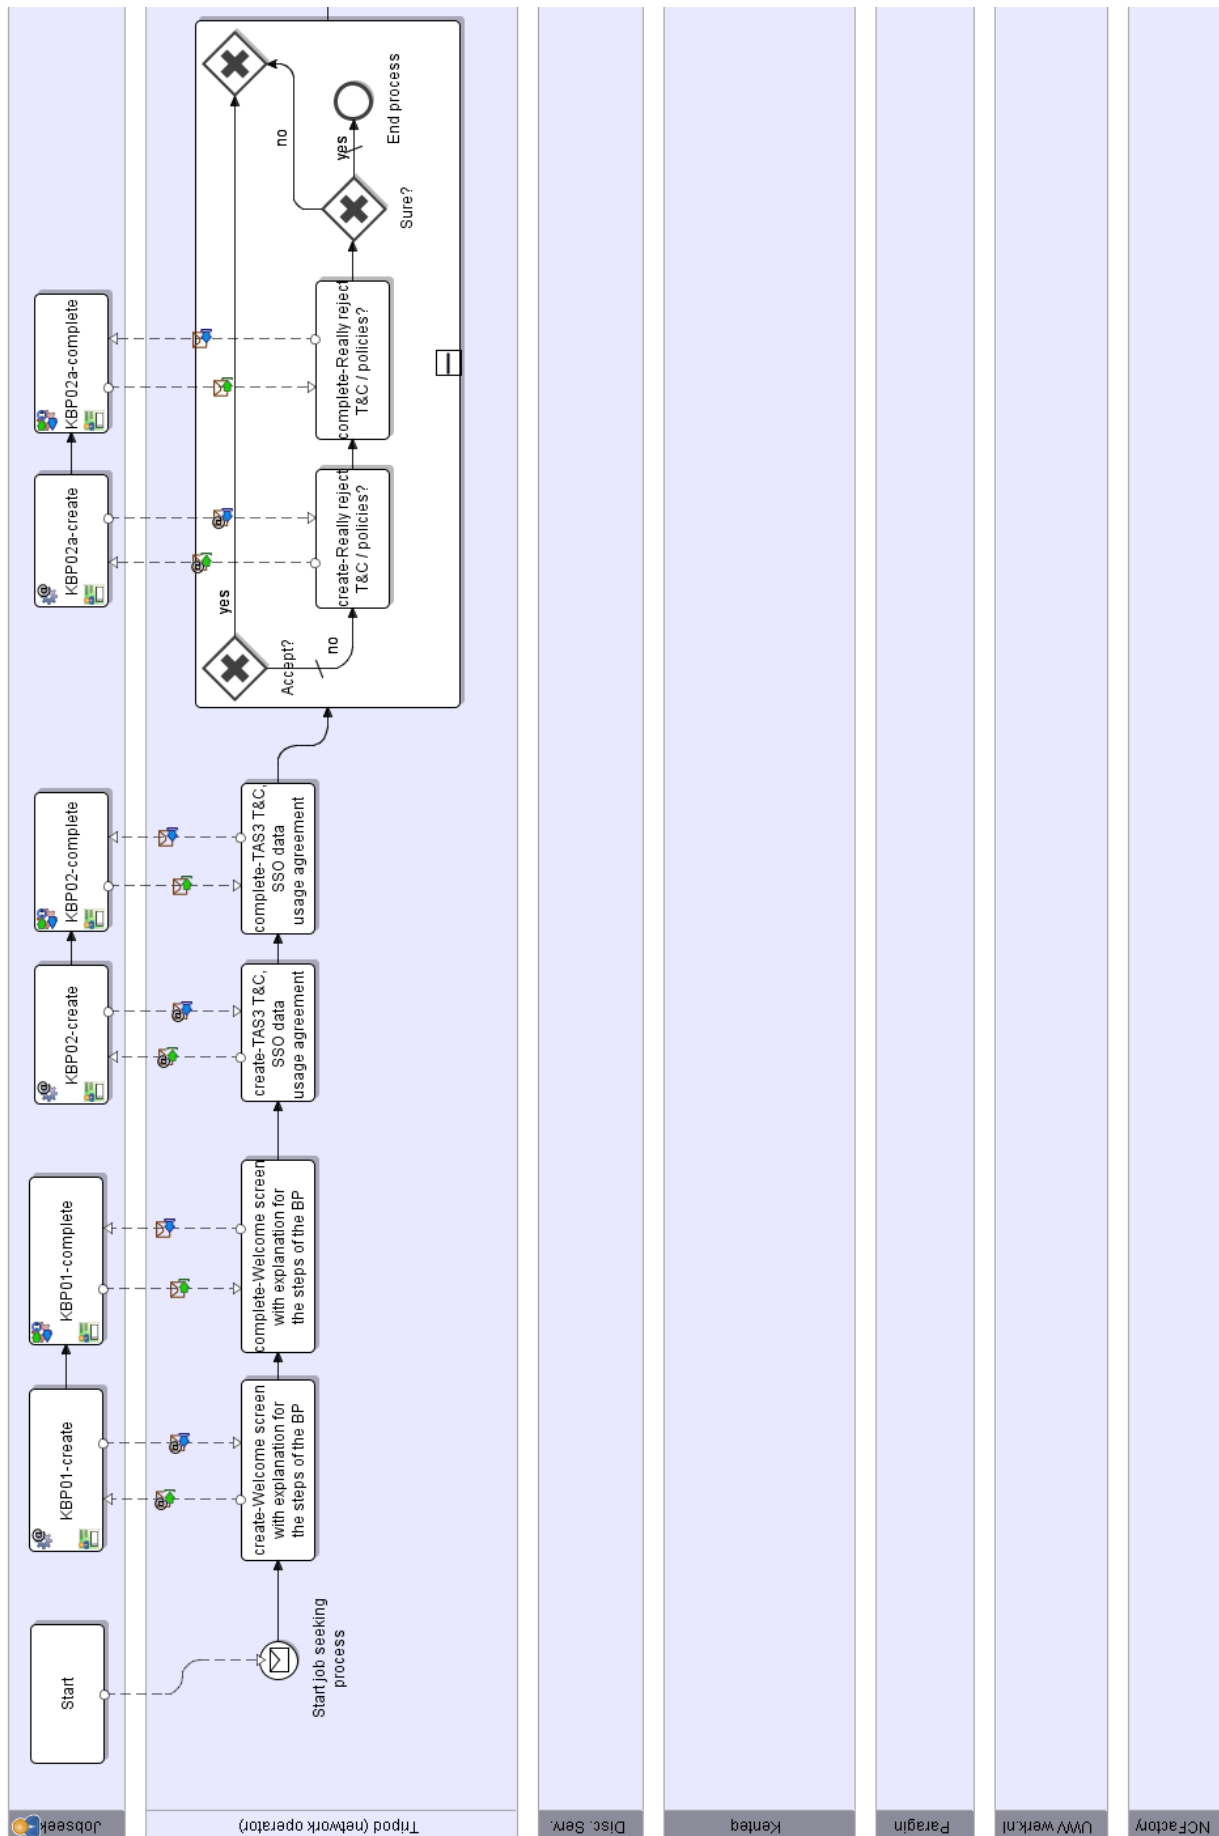 Jobseek
Start
KBP01-create
KBP01-complete
KBP02-create
KBP02-complete
KBP02a-create
KBP02a-complete
Tripod (network operator)
Start job seeking
process
create-Welcome screen
with explanation for
the steps of the BP
complete-Welcome screen
with explanation for
the steps of the BP
create-TAS3 T&C,
SSO data
usage agreement
complete-TAS3 T&C,
SSO data
usage agreement
Accept?
yes
no
create-Really reject
T&C / policies?
complete-Really reject
T&C / policies?
Sure?
no
yes
End process
Disc. Serv.
Kenteq
Paragin
UWV werk.nl
NCFactory